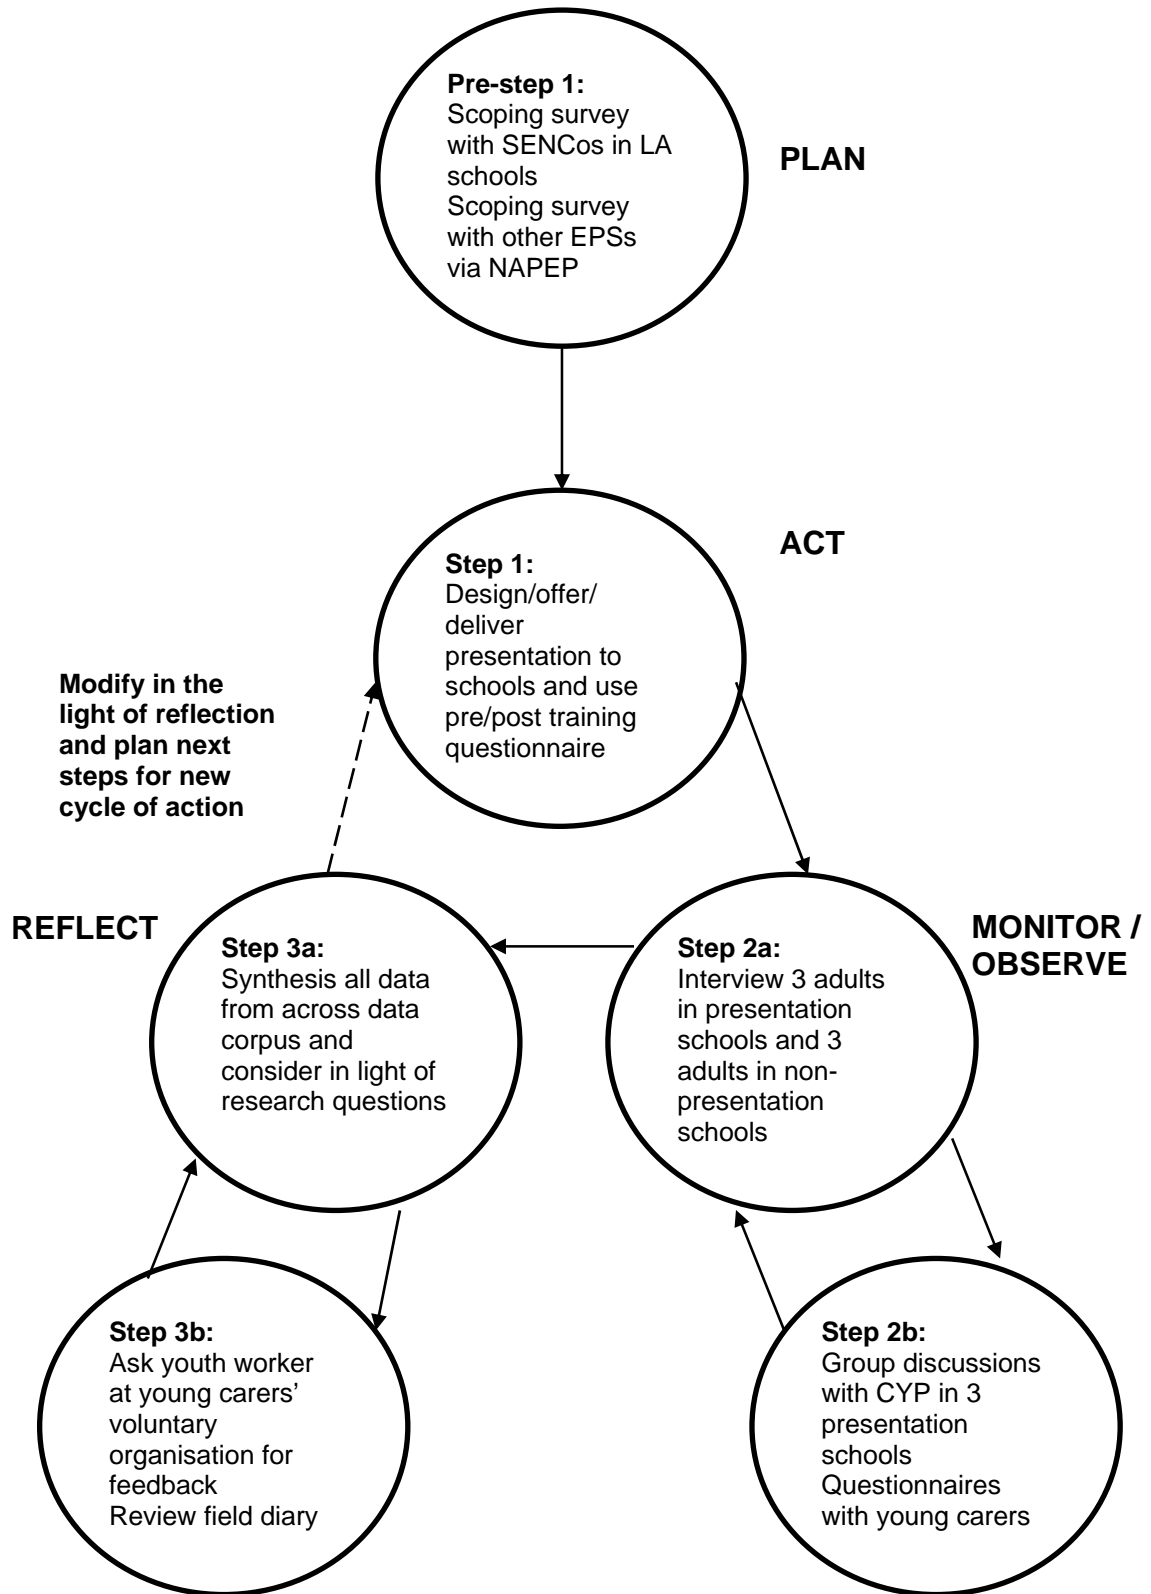 Pre-step 1:
Scoping survey
with SENCos in LA
schools
Scoping survey
with other EPSs
via NAPEP
PLAN
ACT
Step 1:
Design/offer/
deliver
presentation to
schools and use
pre/post training
questionnaire
Modify in the
light of reflection
and plan next
steps for new
cycle of action
REFLECT
Step 3a:
Synthesis all data
from across data
corpus and
consider in light of
research questions
Step 2a:
Interview 3 adults
in presentation
schools and 3
adults in non-
presentation
schools
MONITOR /
OBSERVE
Step 3b:
Ask youth worker
at young carers’
voluntary
organisation for
feedback
Review field diary
Step 2b:
Group discussions
with CYP in 3
presentation
schools
Questionnaires
with young carers